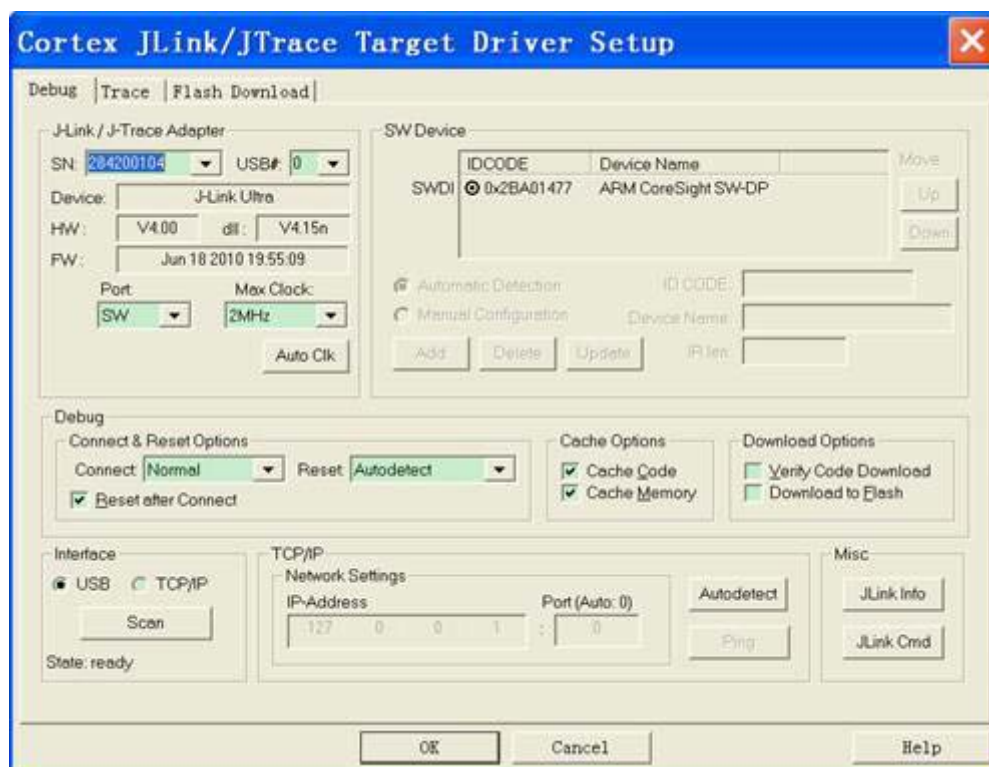 Cortex JLink/JTrace Target Driver Setup
Debug Trace Flash Download
J-Link / J-Trace Adapter
SN: 284200104 USB#: 0
Device: J-Link Ultra
HW : V4.00 dll : V4.15n
FW : Jun 18 2010 19:55:09
Port: Max Clock:
SW 2MHz
Auto Clk
SW Device
IDCODE Device Name Move
SWDI 0x2BA01477 ARM CoreSight SW-DP
Up
Down
Automatic Detection ID CODE:
Manual Configuration Device Name:
Add Delete Update IR len:
Debug
Connect & Reset Options
Connect: Normal Reset: Autodetect
Reset after Connect
Cache Options
Cache Code
Cache Memory
Download Options
Verify Code Download
Download to Flash
Interface
USB TCP/IP
Scan
State: ready
TCP/IP
Network Settings
IP-Address Port (Auto: 0)
127 0 0 1 : 0
Autodetect
Ping
Misc
JLink Info
JLink Cmd
OK Cancel Help